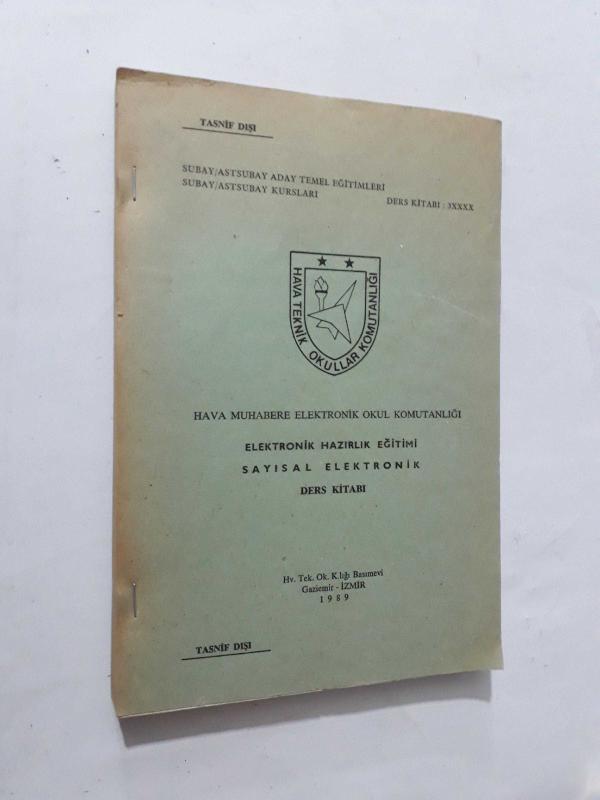 TASNİF DIŞI
SUBAY/ASTSUBAY ADAY TEMEL EĞİTİMLERİ
SUBAY/ASTSUBAY KURSLARI
DERS KİTABI : 3XXXX
HAVA TEKNİK OKULLAR KOMUTANLIĞI
HAVA MUHABERE ELEKTRONİK OKUL KOMUTANLIĞI
ELEKTRONİK HAZIRLIK EĞİTİMİ
SAYISAL ELEKTRONİK
DERS KİTABI
Hv. Tek. Ok. K.lığı Basımevi
Gaziemir - İZMİR
1989
TASNİF DIŞI